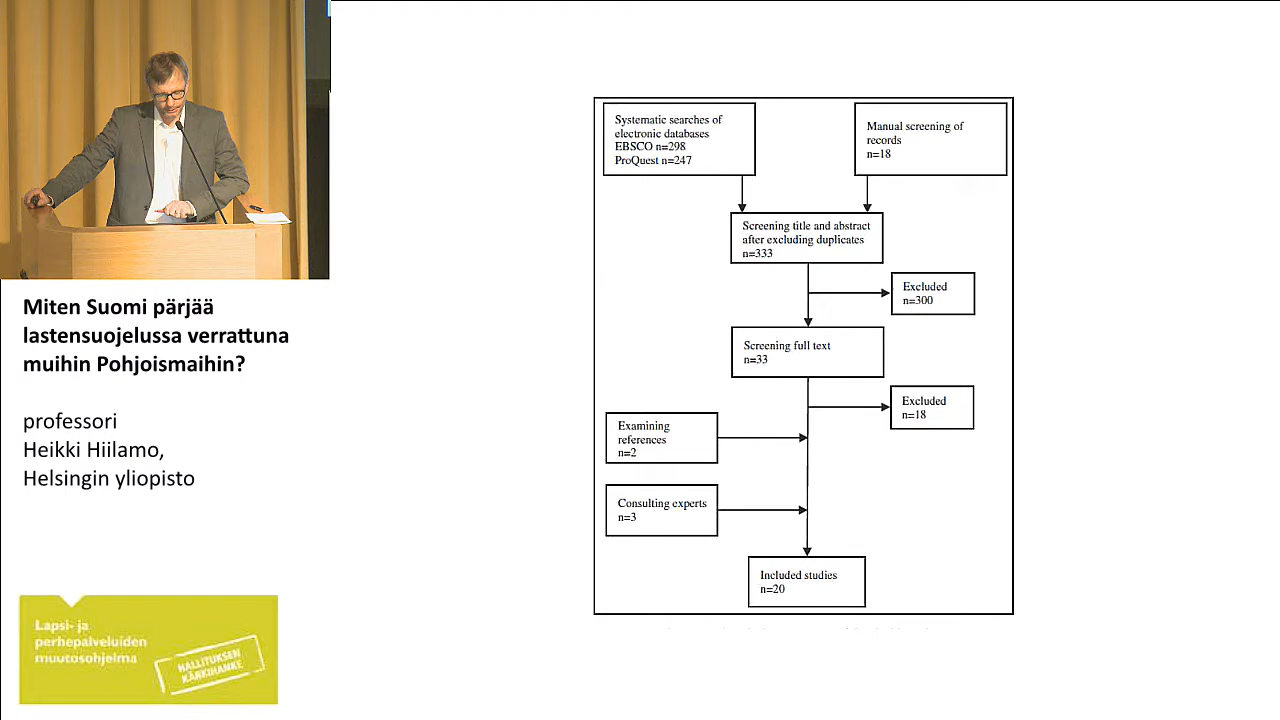 Miten Suomi pärjää
lastensuojelussa verrattuna
muihin Pohjoismaihin?
professori
Heikki Hiilamo,
Helsingin yliopisto
Lapsi- ja
perhepalveluiden
muutosohjelma
HALLITUKSEN
KÄRKIHANKE
Systematic searches of
electronic databases
EBSCO n=298
ProQuest n=247
Manual screening of
records
n=18
Screening title and abstract
after excluding duplicates
n=333
Excluded
n=300
Screening full text
n=33
Excluded
n=18
Examining
references
n=2
Consulting experts
n=3
Included studies
n=20